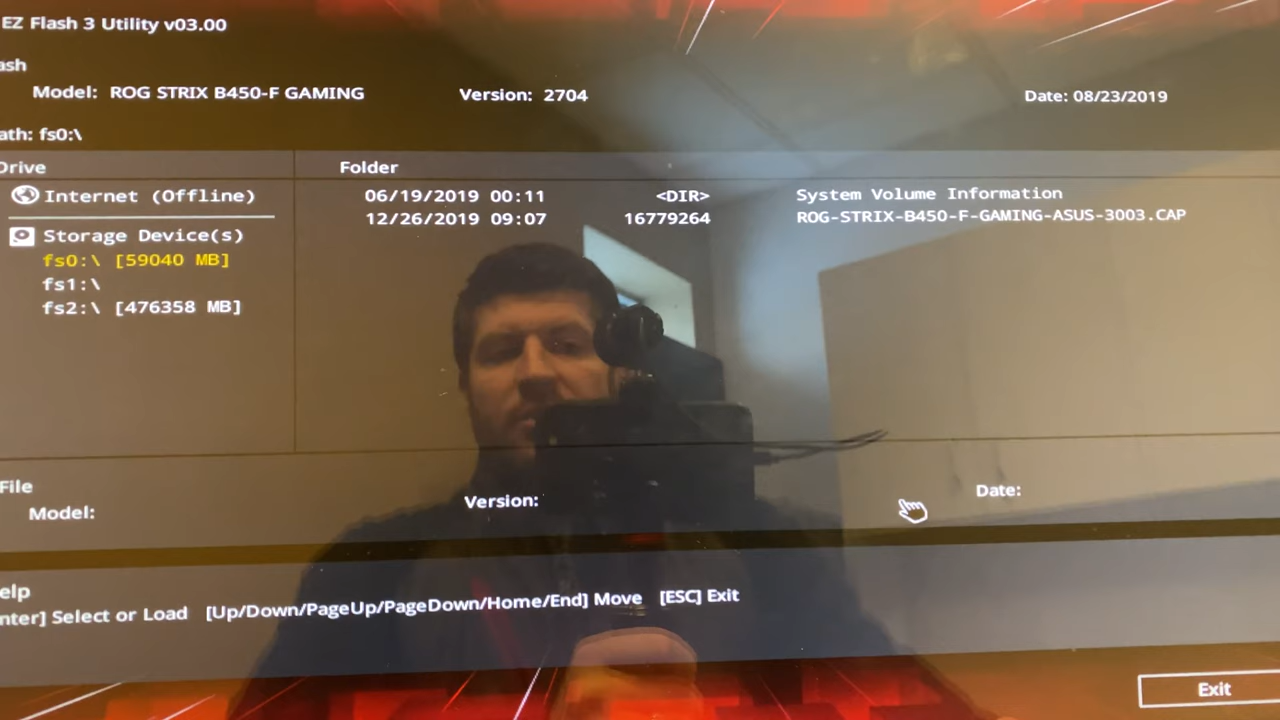 EZ Flash 3 Utility v03.00
ash
Model: ROG STRIX B450-F GAMING Version: 2704 Date: 08/23/2019
ath: fs0:\
Drive Folder
Internet (Offline) 06/19/2019 00:11 <DIR> System Volume Information
12/26/2019 09:07 16779264 ROG-STRIX-B450-F-GAMING-ASUS-3003.CAP
Storage Device(s)
fs0:\ [59040 MB]
fs1:\
fs2:\ [476358 MB]
File
Model: Version: Date:
elp
nter] Select or Load [Up/Down/PageUp/PageDown/Home/End] Move [ESC] Exit
Exit